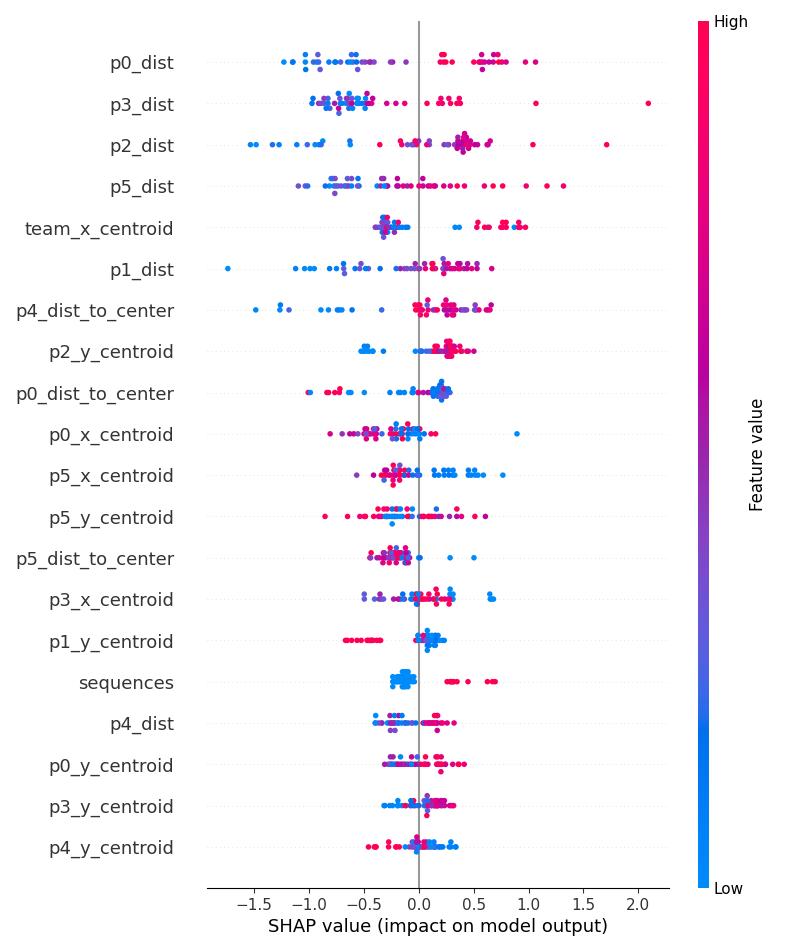 High
p0_dist
p3_dist
p2_dist
p5_dist
team_x_centroid
p1_dist
p4_dist_to_center
p2_y_centroid
p0_dist_to_center
p0_x_centroid
p5_x_centroid
p5_y_centroid
p5_dist_to_center
p3_x_centroid
p1_y_centroid
sequences
p4_dist
p0_y_centroid
p3_y_centroid
p4_y_centroid
Feature value
Low
−1.5 −1.0 −0.5 0.0 0.5 1.0 1.5 2.0
SHAP value (impact on model output)